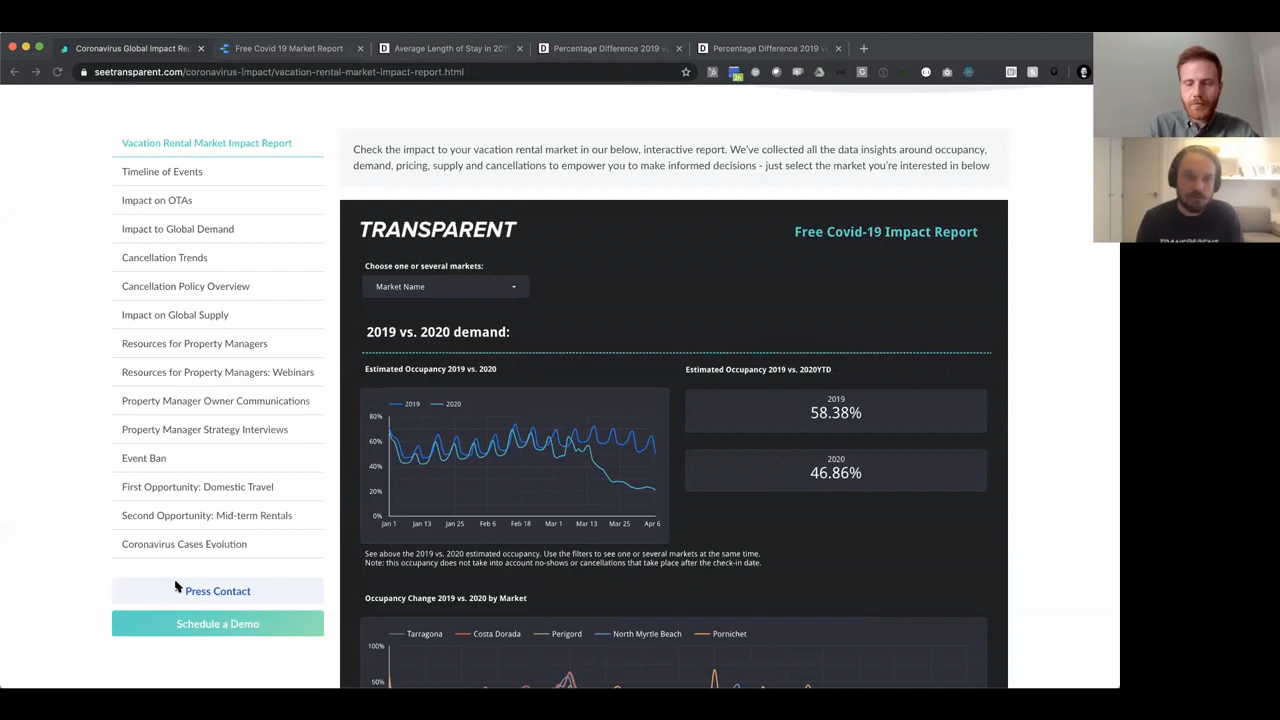 Coronavirus Global Impact Rep
Free Covid 19 Market Report
Average Length of Stay in 201
Percentage Difference 2019 v
Percentage Difference 2019 v
seetransparent.com/coronavirus-impact/vacation-rental-market-impact-report.html
Vacation Rental Market Impact Report
Timeline of Events
Impact on OTAs
Impact to Global Demand
Cancellation Trends
Cancellation Policy Overview
Impact on Global Supply
Resources for Property Managers
Resources for Property Managers: Webinars
Property Manager Owner Communications
Property Manager Strategy Interviews
Event Ban
First Opportunity: Domestic Travel
Second Opportunity: Mid-term Rentals
Coronavirus Cases Evolution
Press Contact
Schedule a Demo
Check the impact to your vacation rental market in our below, interactive report. We've collected all the data insights around occupancy,
demand, pricing, supply and cancellations to empower you to make informed decisions - just select the market you're interested in below
TRANSPARENT
Free Covid-19 Impact Report
Choose one or several markets:
Market Name
2019 vs. 2020 demand:
Estimated Occupancy 2019 vs. 2020
2019 2020
80%
60%
40%
20%
0%
Jan 1 Jan 13 Jan 25 Feb 6 Feb 18 Mar 1 Mar 13 Mar 25 Apr 6
Estimated Occupancy 2019 vs. 2020YTD
2019
58.38%
2020
46.86%
See above the 2019 vs. 2020 estimated occupancy. Use the filters to see one or several markets at the same time.
Note: this occupancy does not take into account no-shows or cancellations that take place after the check-in date.
Occupancy Change 2019 vs. 2020 by Market
Tarragona Costa Dorada Perigord North Myrtle Beach Pornichet
100%
50%
TRANSPARENT